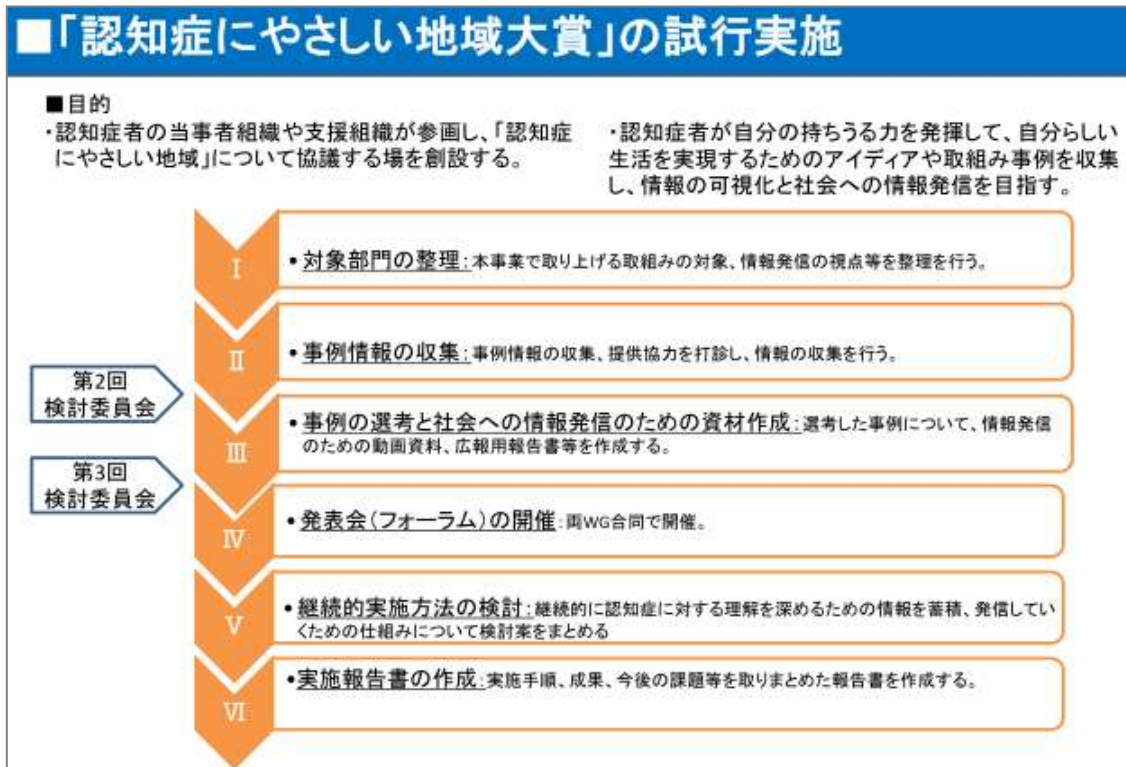 ■「認知症にやさしい地域大賞」の試行実施
■目的
・認知症者の当事者組織や支援組織が参画し、「認知症
にやさしい地域」について協議する場を創設する。
・認知症者が自分の持ちうる力を発揮して、自分らしい
生活を実現するためのアイディアや取組み事例を収集
し、情報の可視化と社会への情報発信を目指す。
Ⅰ
•対象部門の整理：本事業で取り上げる取組みの対象、情報発信の視点等を整理を行う。
Ⅱ
•事例情報の収集：事例情報の収集、提供協力を打診し、情報の収集を行う。
第2回
検討委員会
Ⅲ
•事例の選考と社会への情報発信のための資材作成：選考した事例について、情報発信
のための動画資料、広報用報告書等を作成する。
第3回
検討委員会
Ⅳ
•発表会（フォーラム）の開催：両WG合同で開催。
Ⅴ
•継続的実施方法の検討：継続的に認知症に対する理解を深めるための情報を蓄積、発信してい
くための仕組みについて検討案をまとめる
Ⅵ
•実施報告書の作成：実施手順、成果、今後の課題等を取りまとめた報告書を作成する。